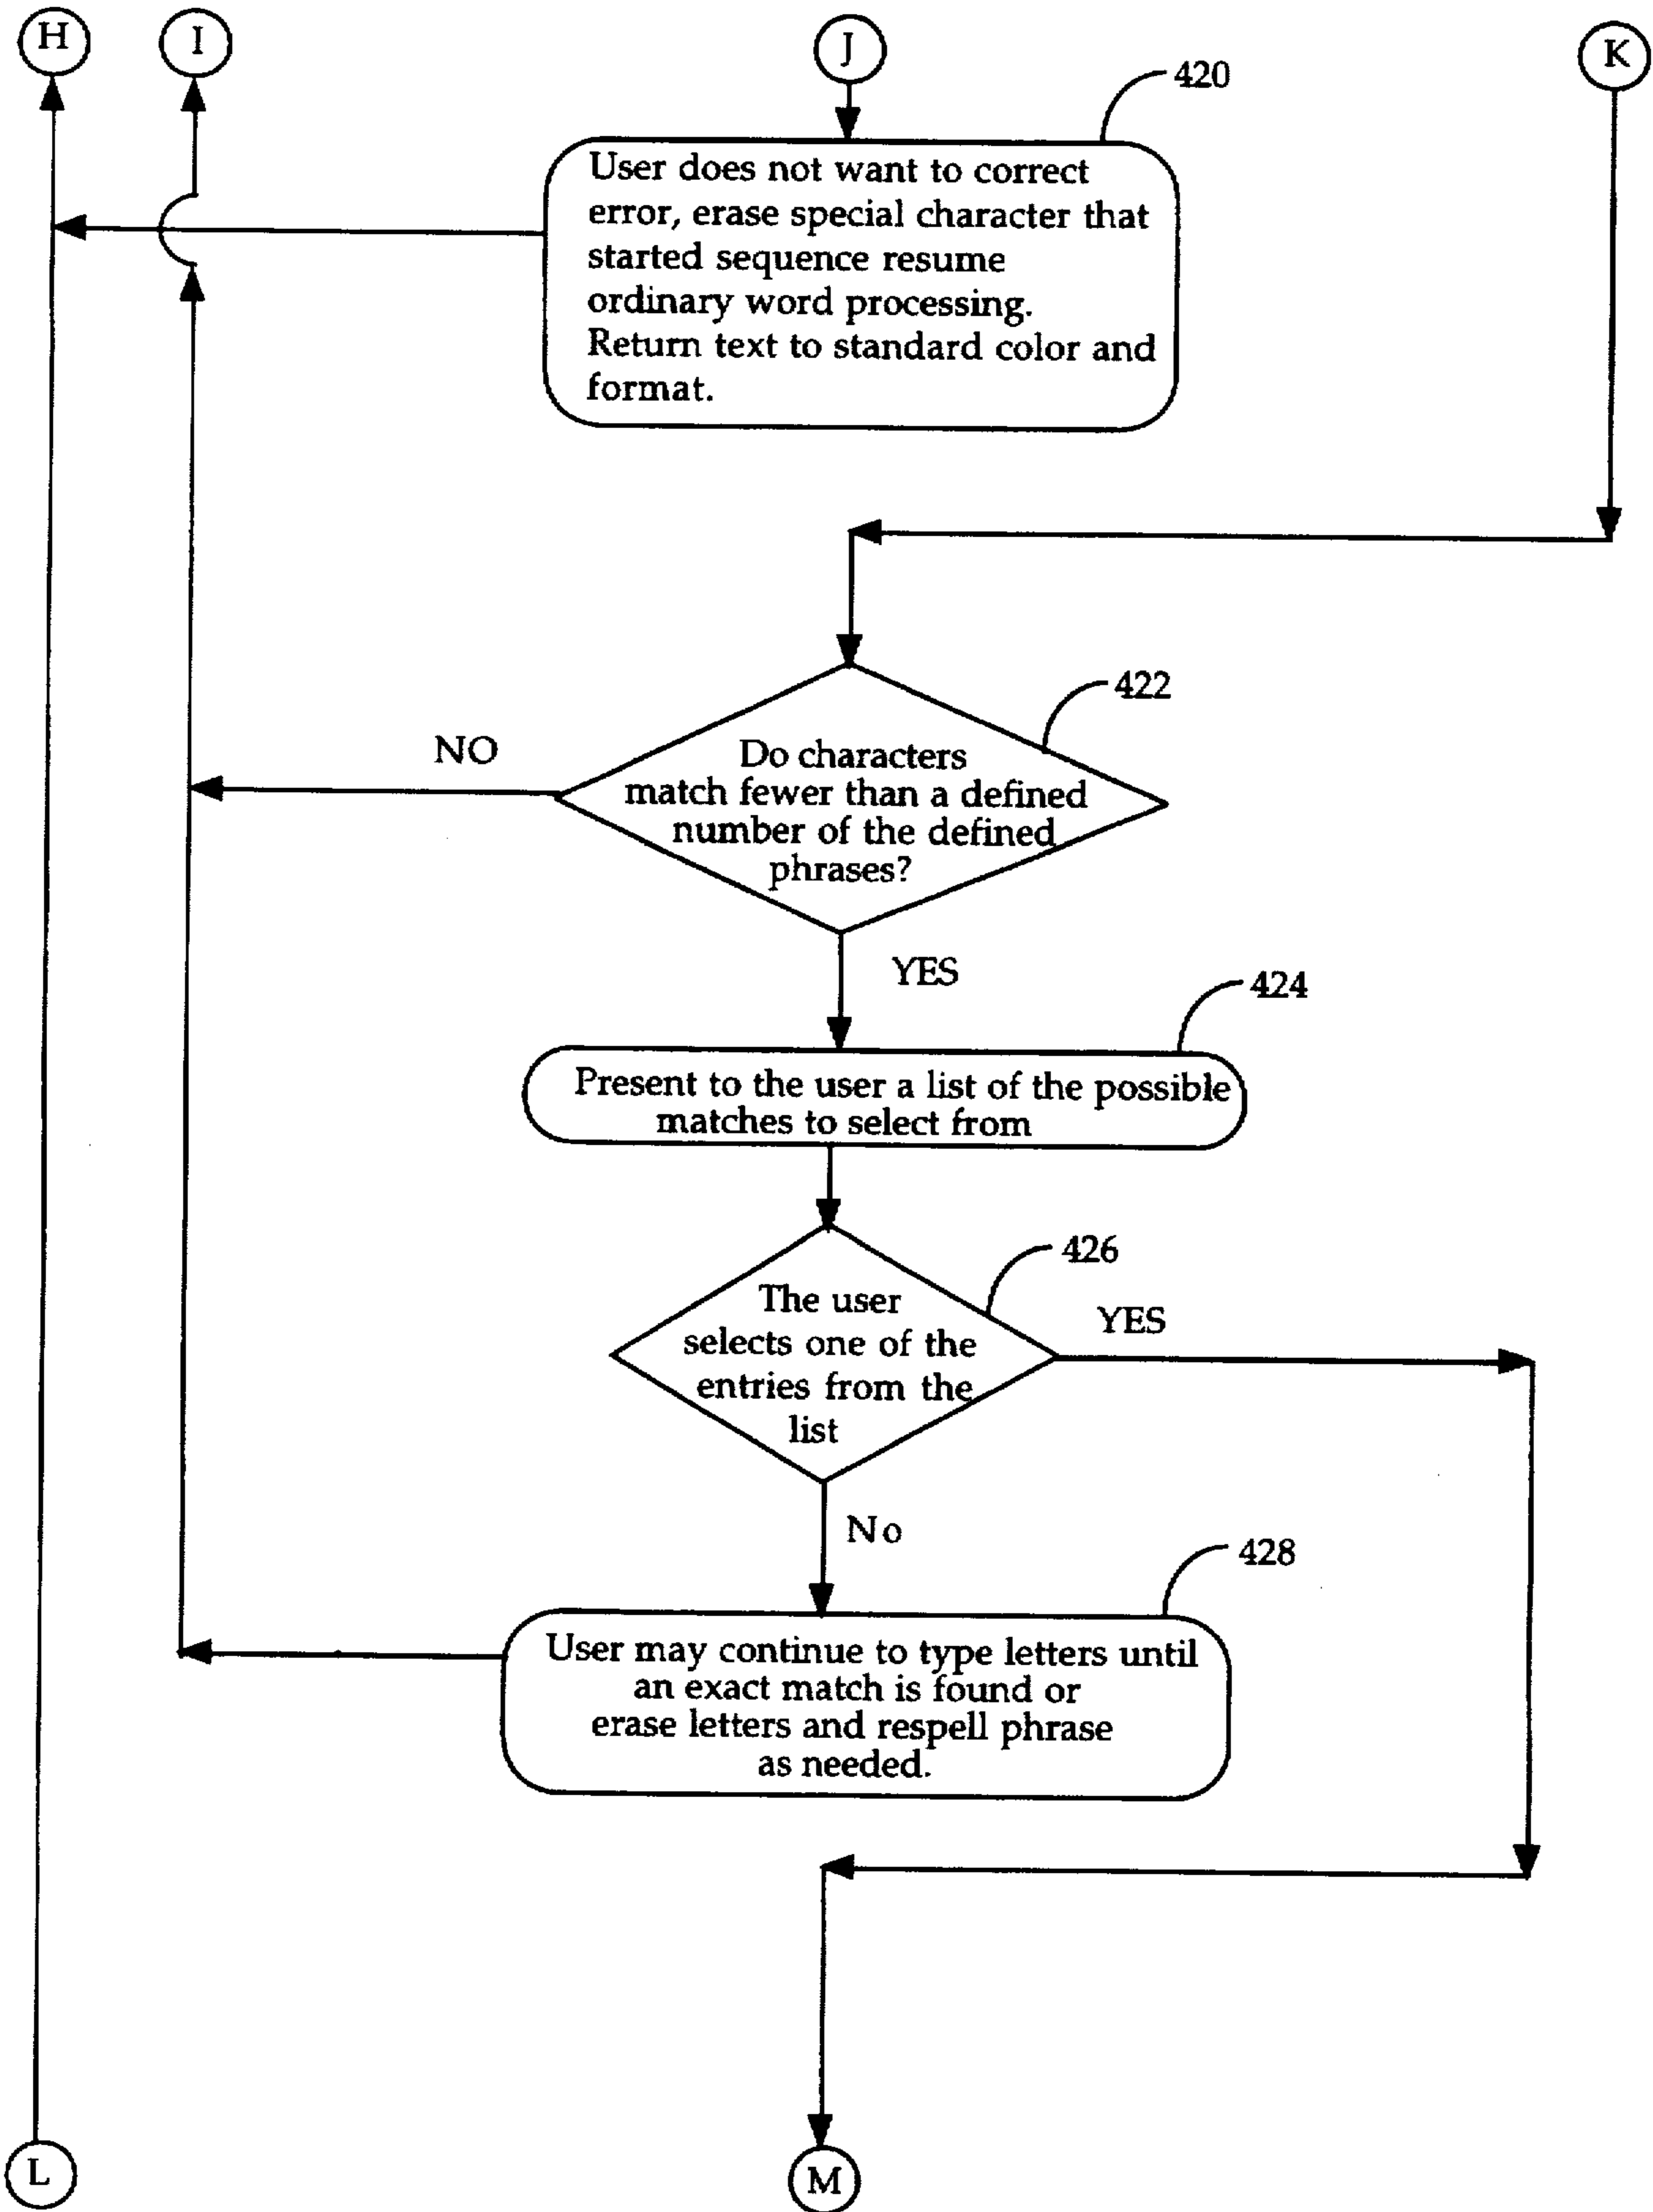 H
I
J
K
420
User does not want to correct
error, erase special character that
started sequence resume
ordinary word processing.
Return text to standard color and
format.
422
NO
Do characters
match fewer than a defined
number of the defined
phrases?
YES
424
Present to the user a list of the possible
matches to select from
426
The user
selects one of the
entries from the
list
YES
No
428
User may continue to type letters until
an exact match is found or
erase letters and respell phrase
as needed.
L
M